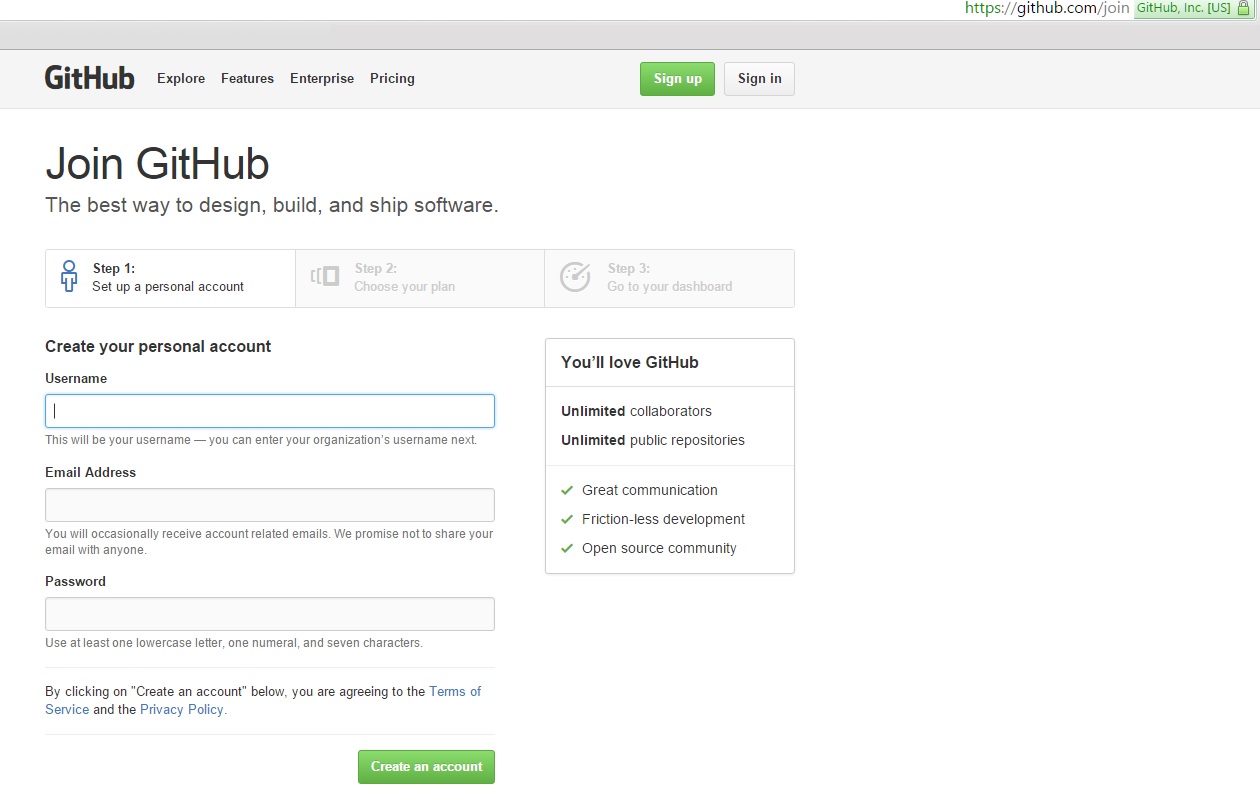 https://github.com/join GitHub, Inc. [US]
GitHub Explore Features Enterprise Pricing Sign up Sign in
Join GitHub
The best way to design, build, and ship software.
Step 1:
Set up a personal account
Step 2:
Choose your plan
Step 3:
Go to your dashboard
Create your personal account
Username
This will be your username — you can enter your organization’s username next.
Email Address
You will occasionally receive account related emails. We promise not to share your
email with anyone.
Password
Use at least one lowercase letter, one numeral, and seven characters.
By clicking on "Create an account" below, you are agreeing to the Terms of
Service and the Privacy Policy.
Create an account
You’ll love GitHub
Unlimited collaborators
Unlimited public repositories
Great communication
Friction-less development
Open source community